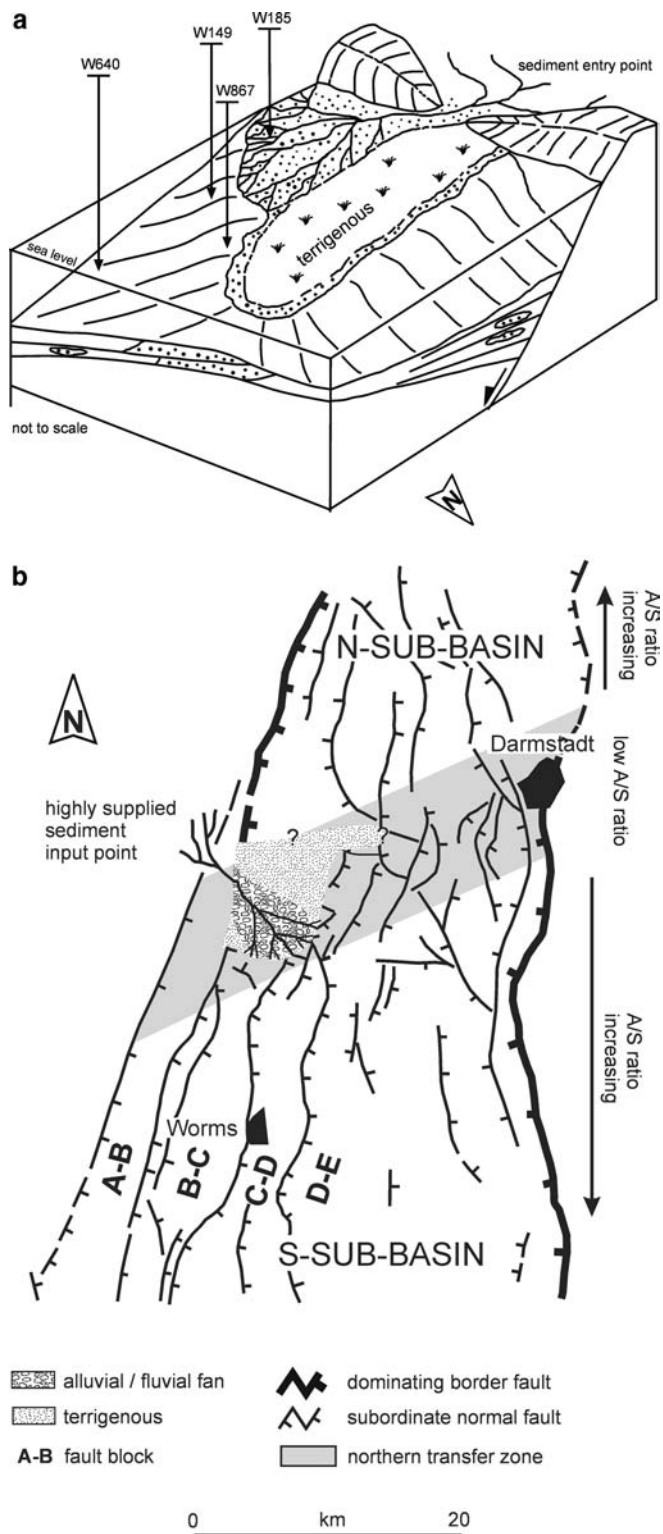 a
W185
W149
W640
W867
sediment entry point
sea level
terrigenous
not to scale
N
b
A/S ratio
increasing
N-SUB-BASIN
N
Darmstadt
low A/S ratio
highly supplied
sediment
input point
?
?
A/S ratio
increasing
Worms
A-B
B-C
C-D
D-E
S-SUB-BASIN
alluvial / fluvial fan
dominating border fault
terrigenous
subordinate normal fault
A-B fault block
northern transfer zone
0 km 20